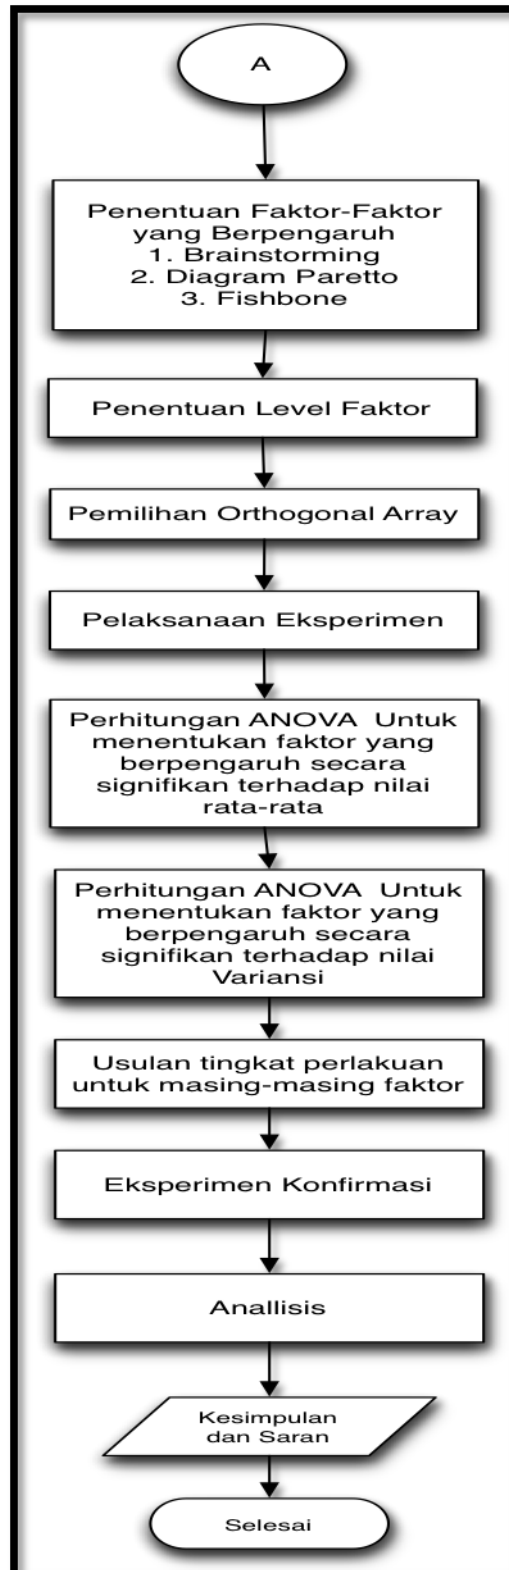 A
Penentuan Faktor-Faktor
yang Berpengaruh
1. Brainstorming
2. Diagram Paretto
3. Fishbone
Penentuan Level Faktor
Pemilihan Orthogonal Array
Pelaksanaan Eksperimen
Perhitungan ANOVA Untuk
menentukan faktor yang
berpengaruh secara
signifikan terhadap nilai
rata-rata
Perhitungan ANOVA Untuk
menentukan faktor yang
berpengaruh secara
signifikan terhadap nilai
Variansi
Usulan tingkat perlakuan
untuk masing-masing faktor
Eksperimen Konfirmasi
Anallisis
Kesimpulan
dan Saran
Selesai